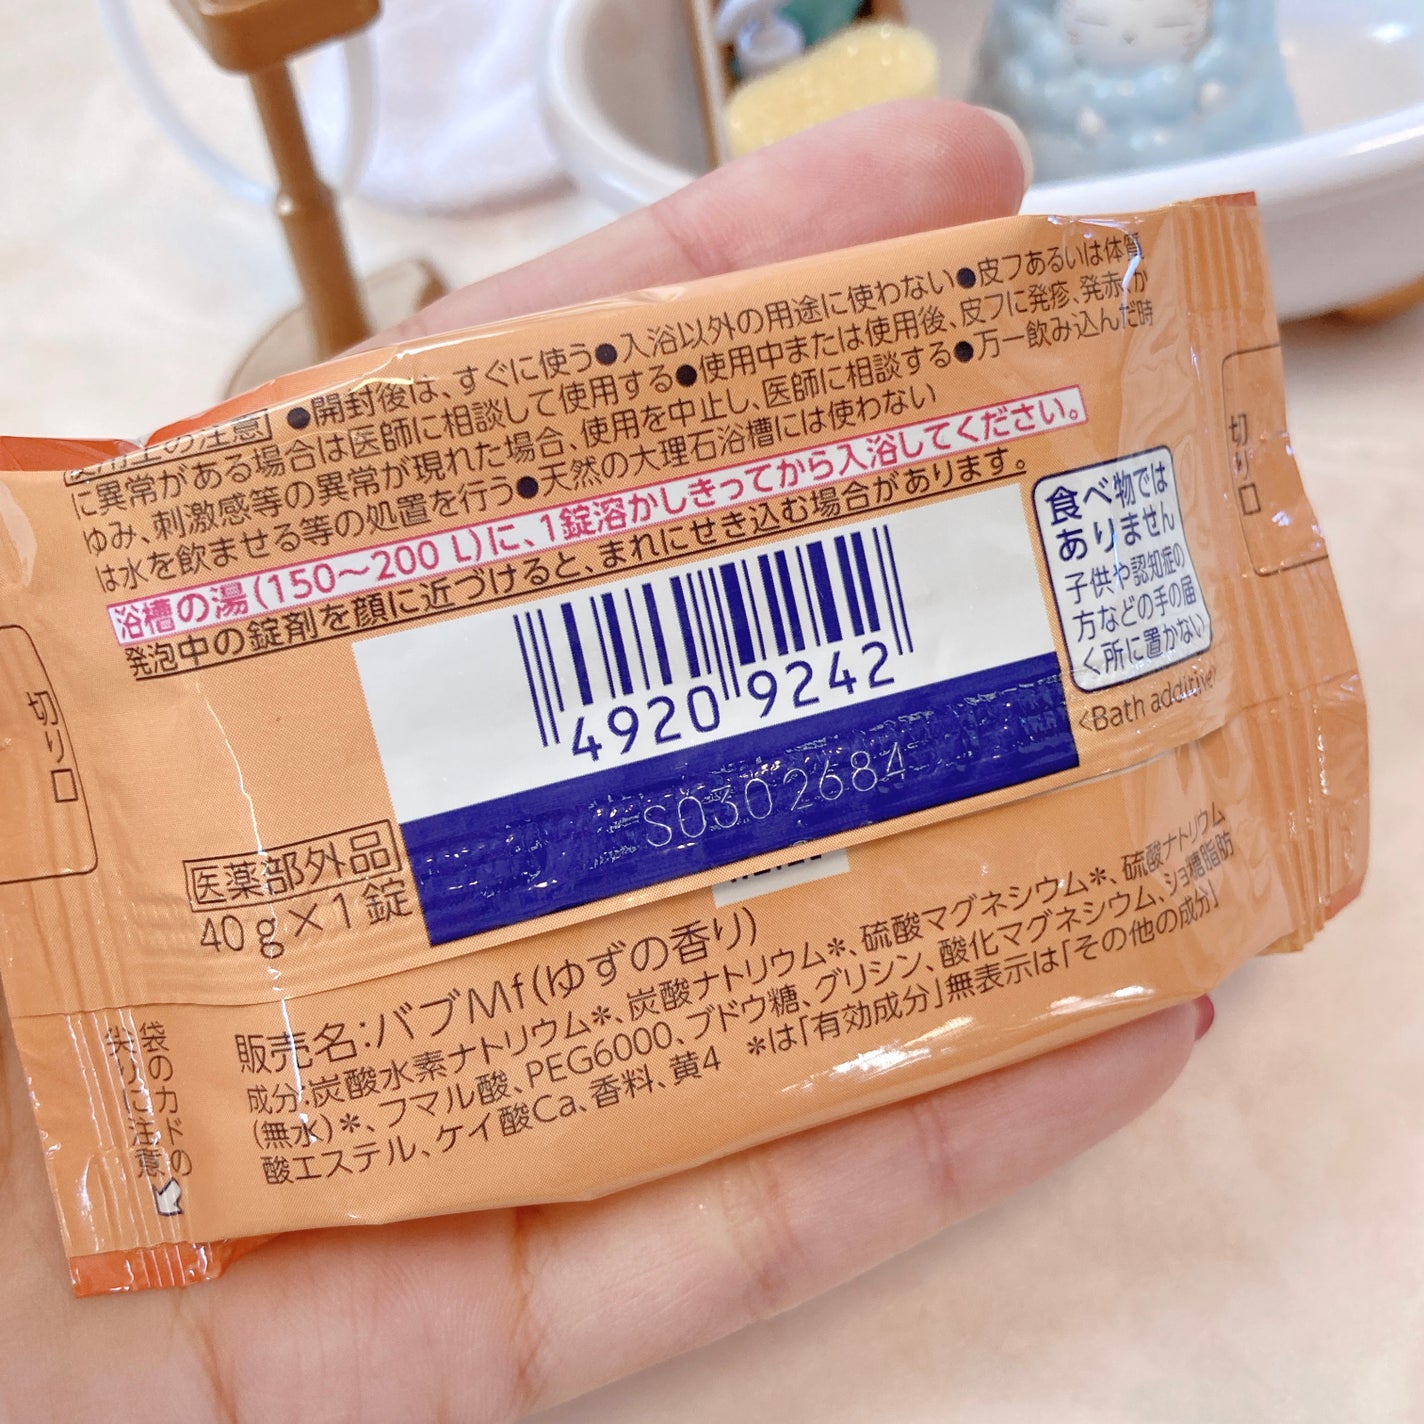 使用上の注意 ●開封後は、すぐに使う●入浴以外の用途に使わない●皮フあるいは体質
に異常がある場合は医師に相談して使用する●使用中または使用後、皮フに発疹、発赤、か
ゆみ、刺激感等の異常が現れた場合、使用を中止し、医師に相談する●万一飲み込んだ時
は水を飲ませる等の処置を行う●天然の大理石浴槽には使わない
浴槽の湯(150〜200 L)に、1錠溶かしきってから入浴してください。
発泡中の錠剤を顔に近づけると、まれにせき込む場合があります。
食べ物では
ありません
子供や認知症の
方などの手の届
く所に置かない
<Bath additive>
切り口
切り口
4920 9242
S030 2684
医薬部外品
40g×1錠
販売名:バブMf(ゆずの香り)
成分:炭酸水素ナトリウム*、炭酸ナトリウム*、硫酸マグネシウム*、硫酸ナトリウム
(無水)*、フマル酸、PEG6000、ブドウ糖、グリシン、酸化マグネシウム、ショ糖脂肪
酸エステル、ケイ酸Ca、香料、黄4 *は「有効成分」無表示は「その他の成分」
袋のカドの
尖りに注意